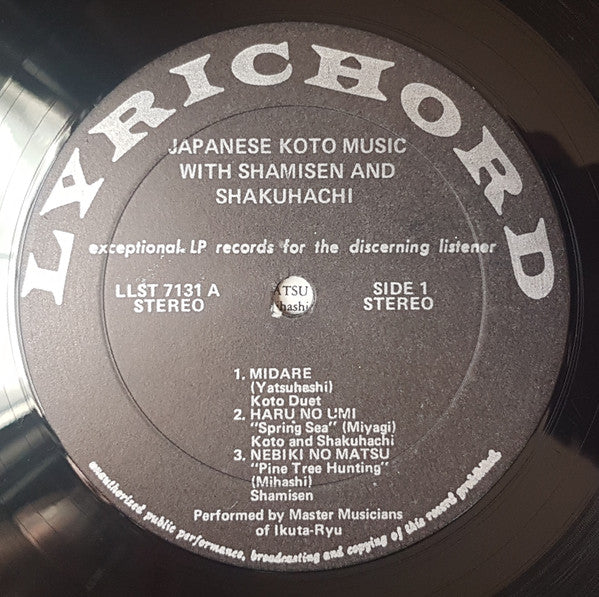 LYRICHORD
JAPANESE KOTO MUSIC
WITH SHAMISEN AND
SHAKUHACHI
exceptional LP records for the discerning listener
LLST 7131 A
STEREO
ATSU
hashi
SIDE 1
STEREO
1. MIDARE
(Yatsuhashi)
Koto Duet
2. HARU NO UMI
"Spring Sea" (Miyagi)
Koto and Shakuhachi
3. NEBIKI NO MATSU
"Pine Tree Hunting"
(Mihashi)
Shamisen
Performed by Master Musicians
of Ikuta-Ryu
unauthorized public performance, broadcasting and copying of this record prohibited